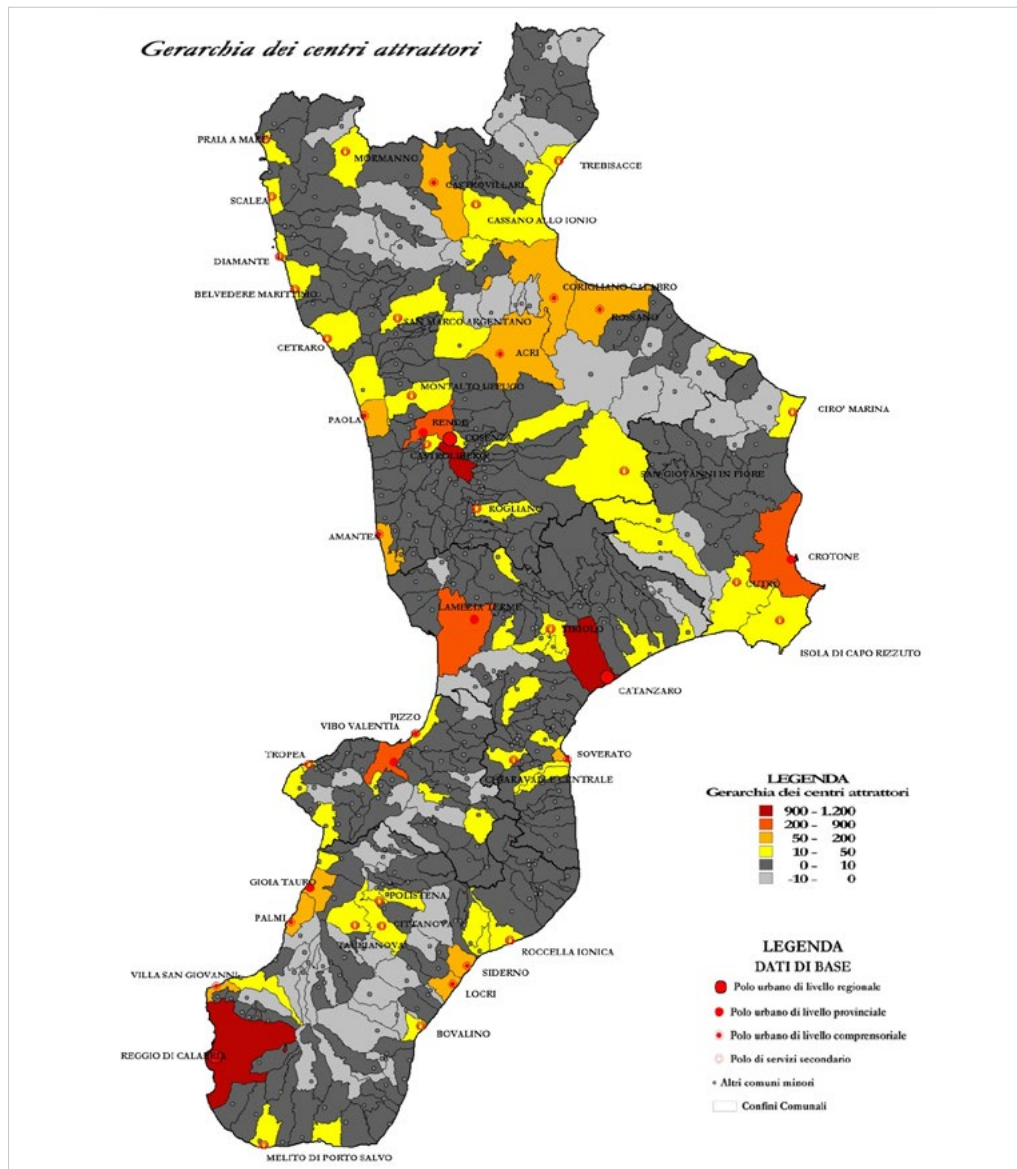 Gerarchia dei centri attrattori
PRAIA A MARE
MORMANNO
TREBISACCE
CASTROVILLARI
SCALEA
CASSANO ALLO IONIO
DIAMANTE
CORIGLIANO CALABRO
BELVEDERE MARITTIMO
ROSSANO
SAN MARCO ARGENTANO
CETRARO
ACRI
MONTALTO UFFUGO
CIRO' MARINA
PAOLA
RENDE
COSENZA
CASTROLIBERO
SAN GIOVANNI IN FIORE
ROGLIANO
AMANTEA
CROTONE
CUTRO
LAMEZIA TERME
TIRIOLO
ISOLA DI CAPO RIZZUTO
CATANZARO
PIZZO
VIBO VALENTIA
TROPEA
SOVERATO
CHIARAVALLE CENTRALE
LEGENDA
Gerarchia dei centri attrattori
900 - 1.200
200 - 900
50 - 200
10 - 50
0 - 10
-10 - 0
GIOIA TAURO
POLISTENA
PALMI
CITTANOVA
TAURIANOVA
ROCCELLA IONICA
SIDERNO
VILLA SAN GIOVANNI
LOCRI
BOVALINO
REGGIO DI CALABRIA
MELITO DI PORTO SALVO
LEGENDA
DATI DI BASE
Polo urbano di livello regionale
Polo urbano di livello provinciale
Polo urbano di livello comprensoriale
Polo di servizi secondario
Altri comuni minori
Confini Comunali